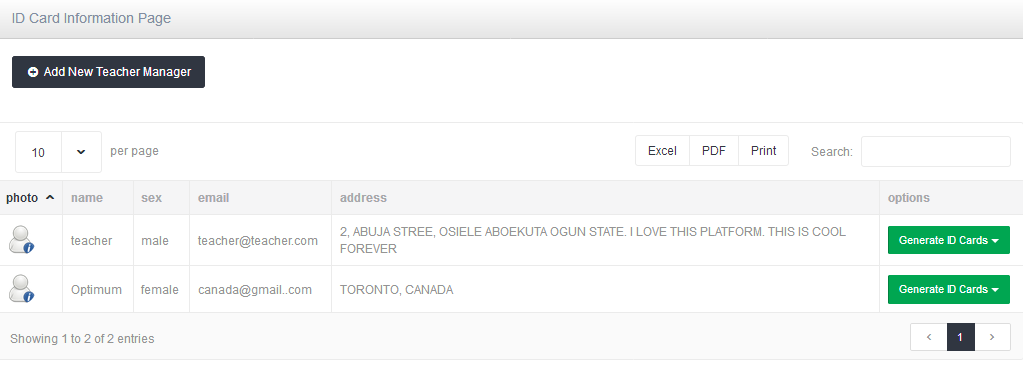 ID Card Information Page
Add New Teacher Manager
10 per page Excel PDF Print Search:
photo name sex email address options
teacher male teacher@teacher.com 2, ABUJA STREE, OSIELE ABOEKUTA OGUN STATE. I LOVE THIS PLATFORM. THIS IS COOL
FOREVER
Generate ID Cards
Optimum female canada@gmail..com TORONTO, CANADA Generate ID Cards
Showing 1 to 2 of 2 entries 1